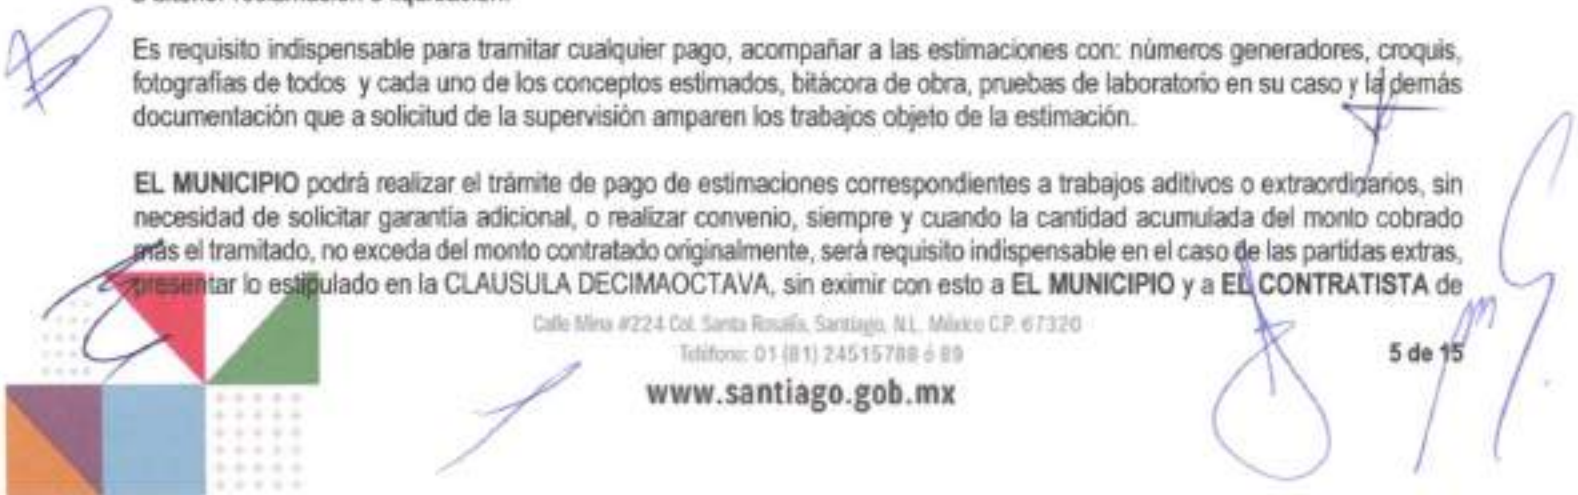 Es requisito indispensable para tramitar cualquier pago, acompañar a las estimaciones con: números generadores, croquis,
fotografías de todos y cada uno de los conceptos estimados, bitácora de obra, pruebas de laboratorio en su caso y la demás
documentación que a solicitud de la supervisión amparen los trabajos objeto de la estimación.
EL MUNICIPIO podrá realizar el trámite de pago de estimaciones correspondientes a trabajos aditivos o extraordinarios, sin
necesidad de solicitar garantía adicional, o realizar convenio, siempre y cuando la cantidad acumulada del monto cobrado
más el tramitado, no exceda del monto contratado originalmente, será requisito indispensable en el caso de las partidas extras,
presentar lo estipulado en la CLAUSULA DECIMAOCTAVA, sin eximir con esto a EL MUNICIPIO y a EL CONTRATISTA de
Calle Mina #224 Col. Santa Rosalía, Santiago, N.L. México C.P. 67320
Teléfono: 01 (81) 24515788 ó 89
5 de 15
www.santiago.gob.mx